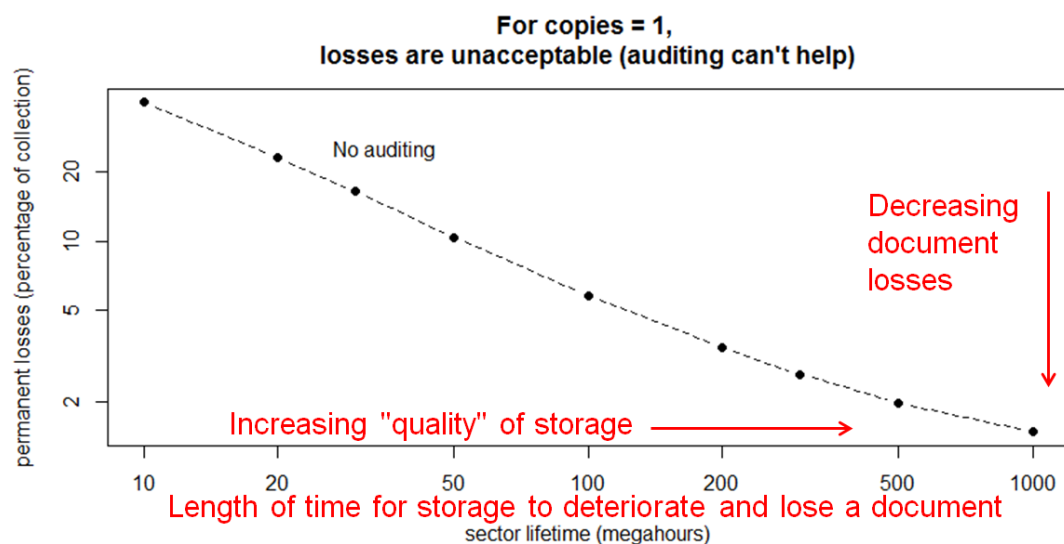 For copies = 1,
losses are unacceptable (auditing can't help)
permanent losses (percentage of collection)
20
10
5
2
No auditing
Decreasing
document
losses
Increasing "quality" of storage
10 20 50 100 200 500 1000
Length of time for storage to deteriorate and lose a document
sector lifetime (megahours)